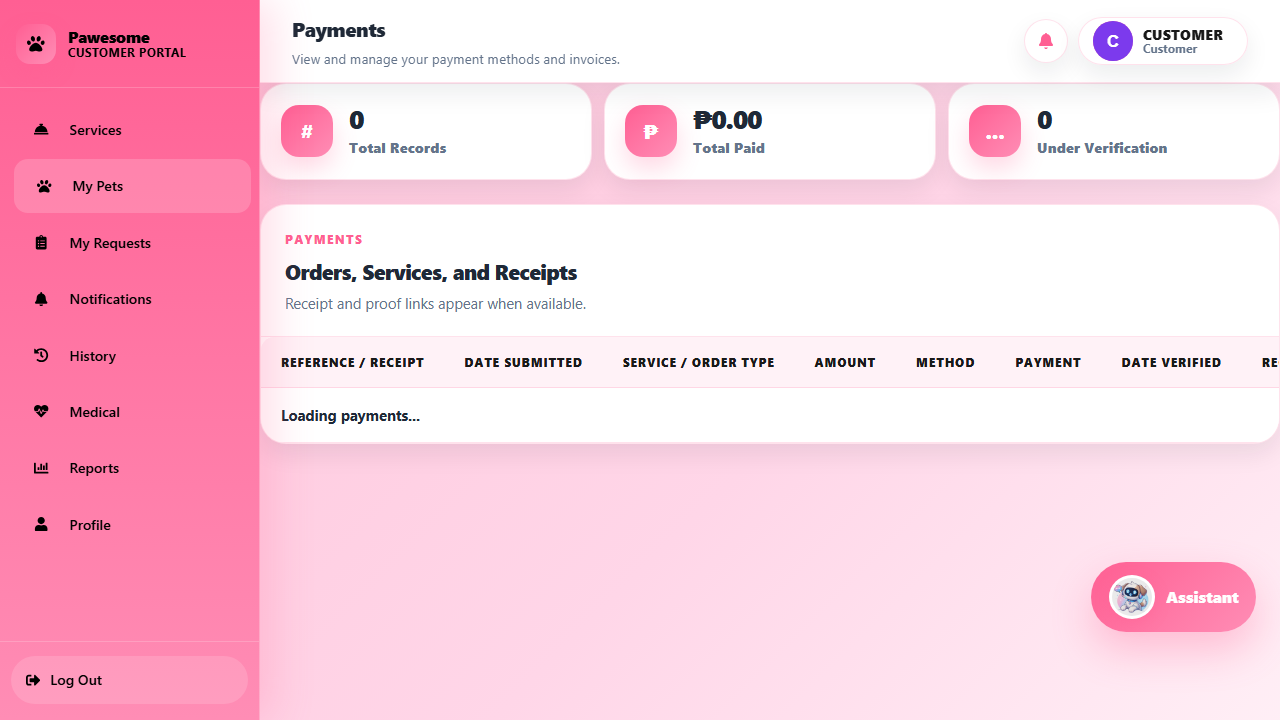 Pawesome
CUSTOMER PORTAL
Services
My Pets
My Requests
Notifications
History
Medical
Reports
Profile
Log Out
Payments
View and manage your payment methods and invoices.
C
CUSTOMER
Customer
#
0
Total Records
₱
₱0.00
Total Paid
...
0
Under Verification
PAYMENTS
Orders, Services, and Receipts
Receipt and proof links appear when available.
REFERENCE / RECEIPT DATE SUBMITTED SERVICE / ORDER TYPE AMOUNT METHOD PAYMENT DATE VERIFIED
Loading payments...
Assistant